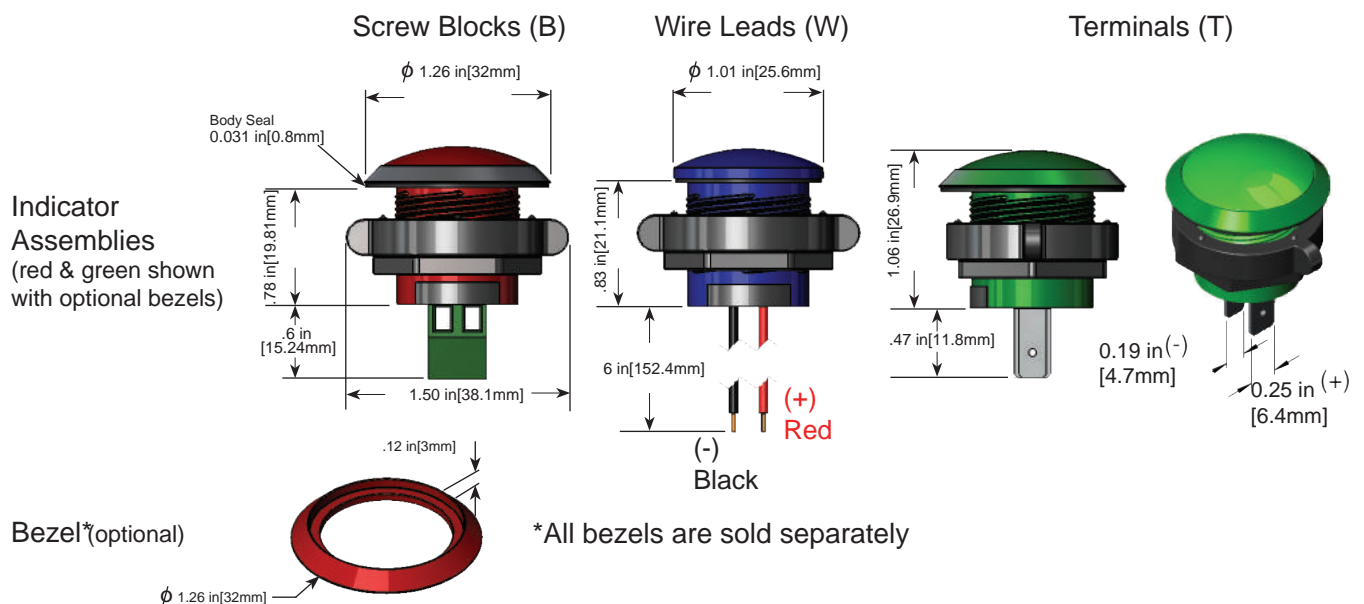 Screw Blocks (B)
Wire Leads (W)
Terminals (T)
ϕ 1.26 in[32mm]
ϕ 1.01 in[25.6mm]
Body Seal
0.031 in[0.8mm]
Indicator
Assemblies
(red & green shown
with optional bezels)
.78 in[19.81mm]
.6 in
[15.24mm]
1.50 in[38.1mm]
.83 in[21.1mm]
6 in[152.4mm]
(+)
Red
(-)
Black
1.06 in[26.9mm]
.47 in[11.8mm]
0.19 in(-)
[4.7mm]
0.25 in (+)
[6.4mm]
.12 in[3mm]
Bezel*(optional)
*All bezels are sold separately
ϕ 1.26 in[32mm]